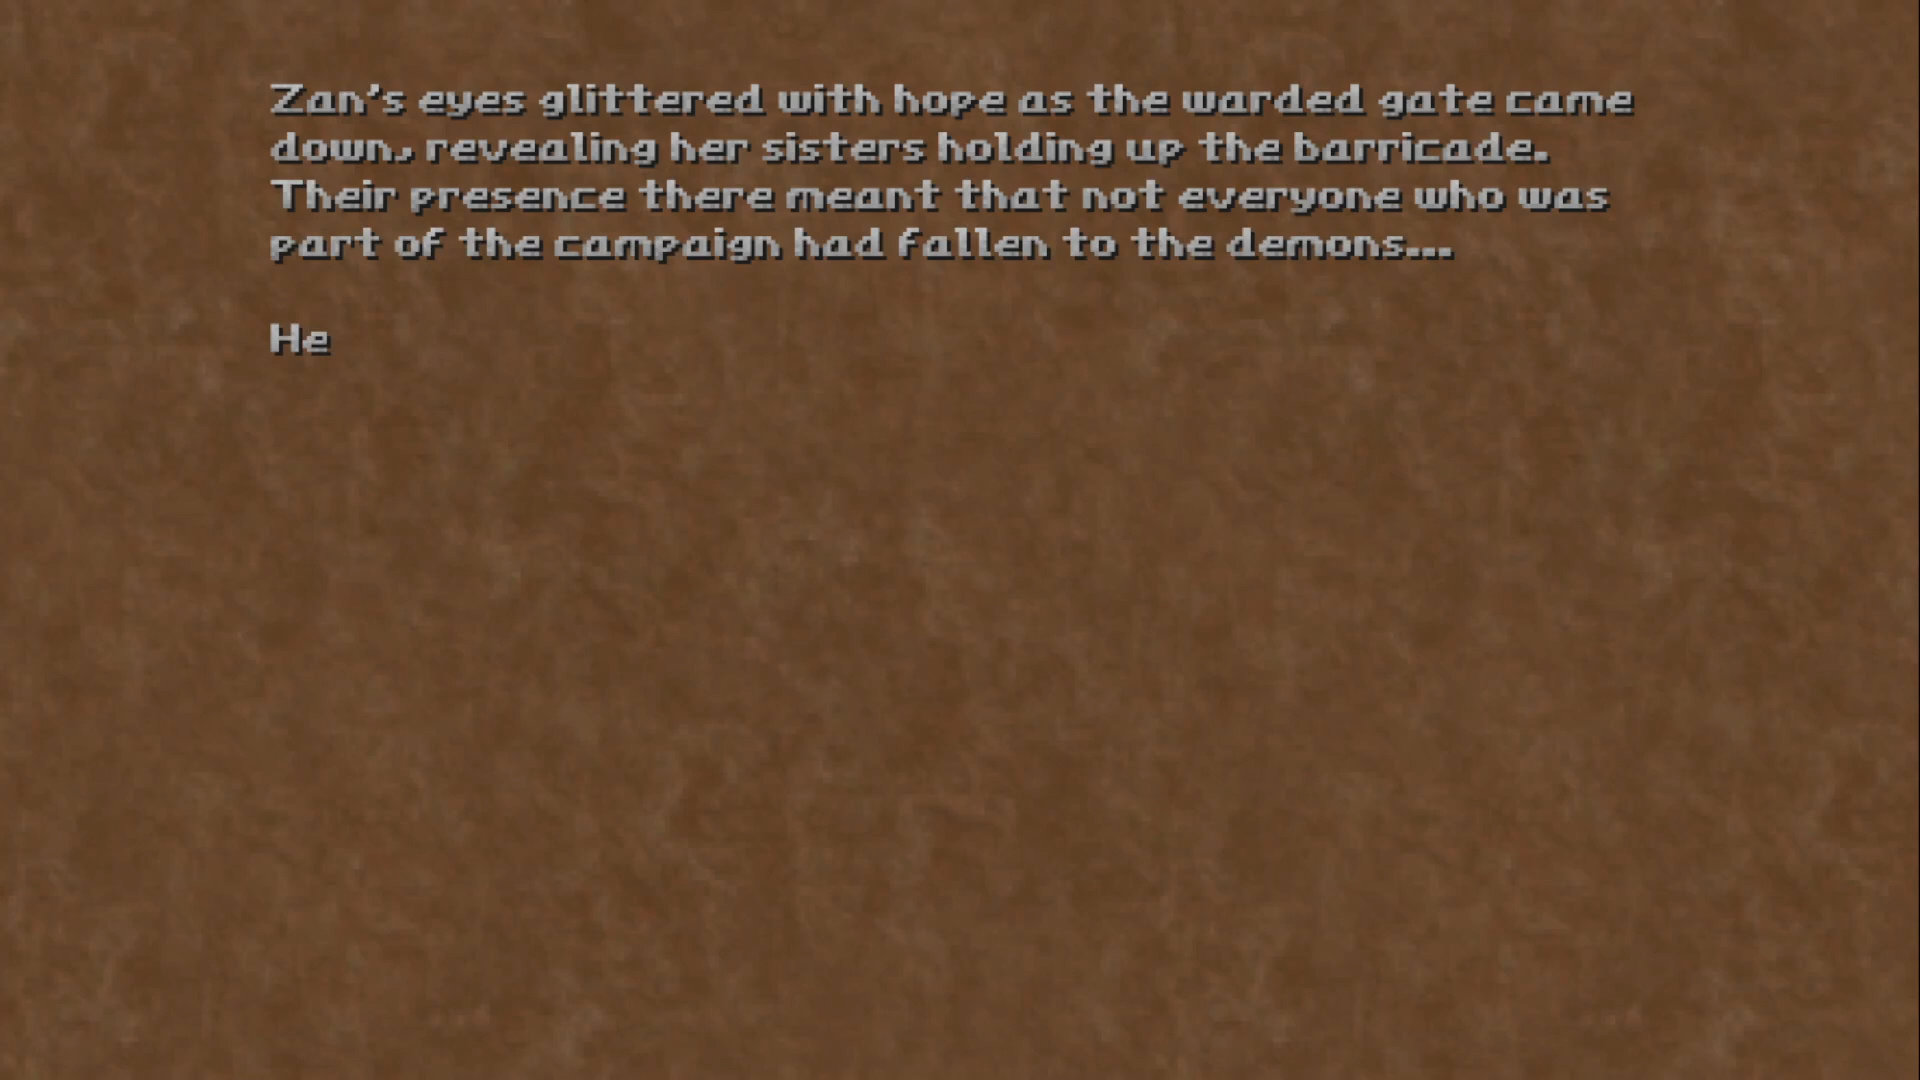 Zan's eyes glittered with hope as the warded gate came
down, revealing her sisters holding up the barricade.
Their presence there meant that not everyone who was
part of the campaign had fallen to the demons...
He